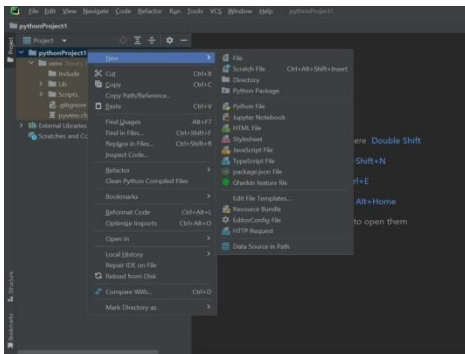 File Edit View Navigate Code Refactor Run Tools VCS Window Help pythonProject1
pythonProject1
Project
pythonProject1
venv
Include
Lib
Scripts
.gitignore
pyvenv.cfg
External Libraries
Scratches and Co
New
Cut Ctrl+X
Copy Ctrl+C
Copy Path/Reference...
Paste Ctrl+V
Find Usages Alt+F7
Find in Files... Ctrl+Shift+F
Replace in Files... Ctrl+Shift+R
Inspect Code...
Refactor
Clean Python Compiled Files
Bookmarks
Reformat Code Ctrl+Alt+L
Optimize Imports Ctrl+Alt+O
Open In
Local History
Repair IDE on File
Reload from Disk
Compare With... Ctrl+D
Mark Directory as
File
Scratch File Ctrl+Alt+Shift+Insert
Directory
Python Package
Python File
Jupyter Notebook
HTML File
Stylesheet
JavaScript File
TypeScript File
package.json File
Gherkin feature file
Edit File Templates...
Resource Bundle
EditorConfig File
HTTP Request
Data Source in Path
ere Double Shift
+Shift+N
rl+E
Alt+Home
to open them
Project
Structure
Bookmarks